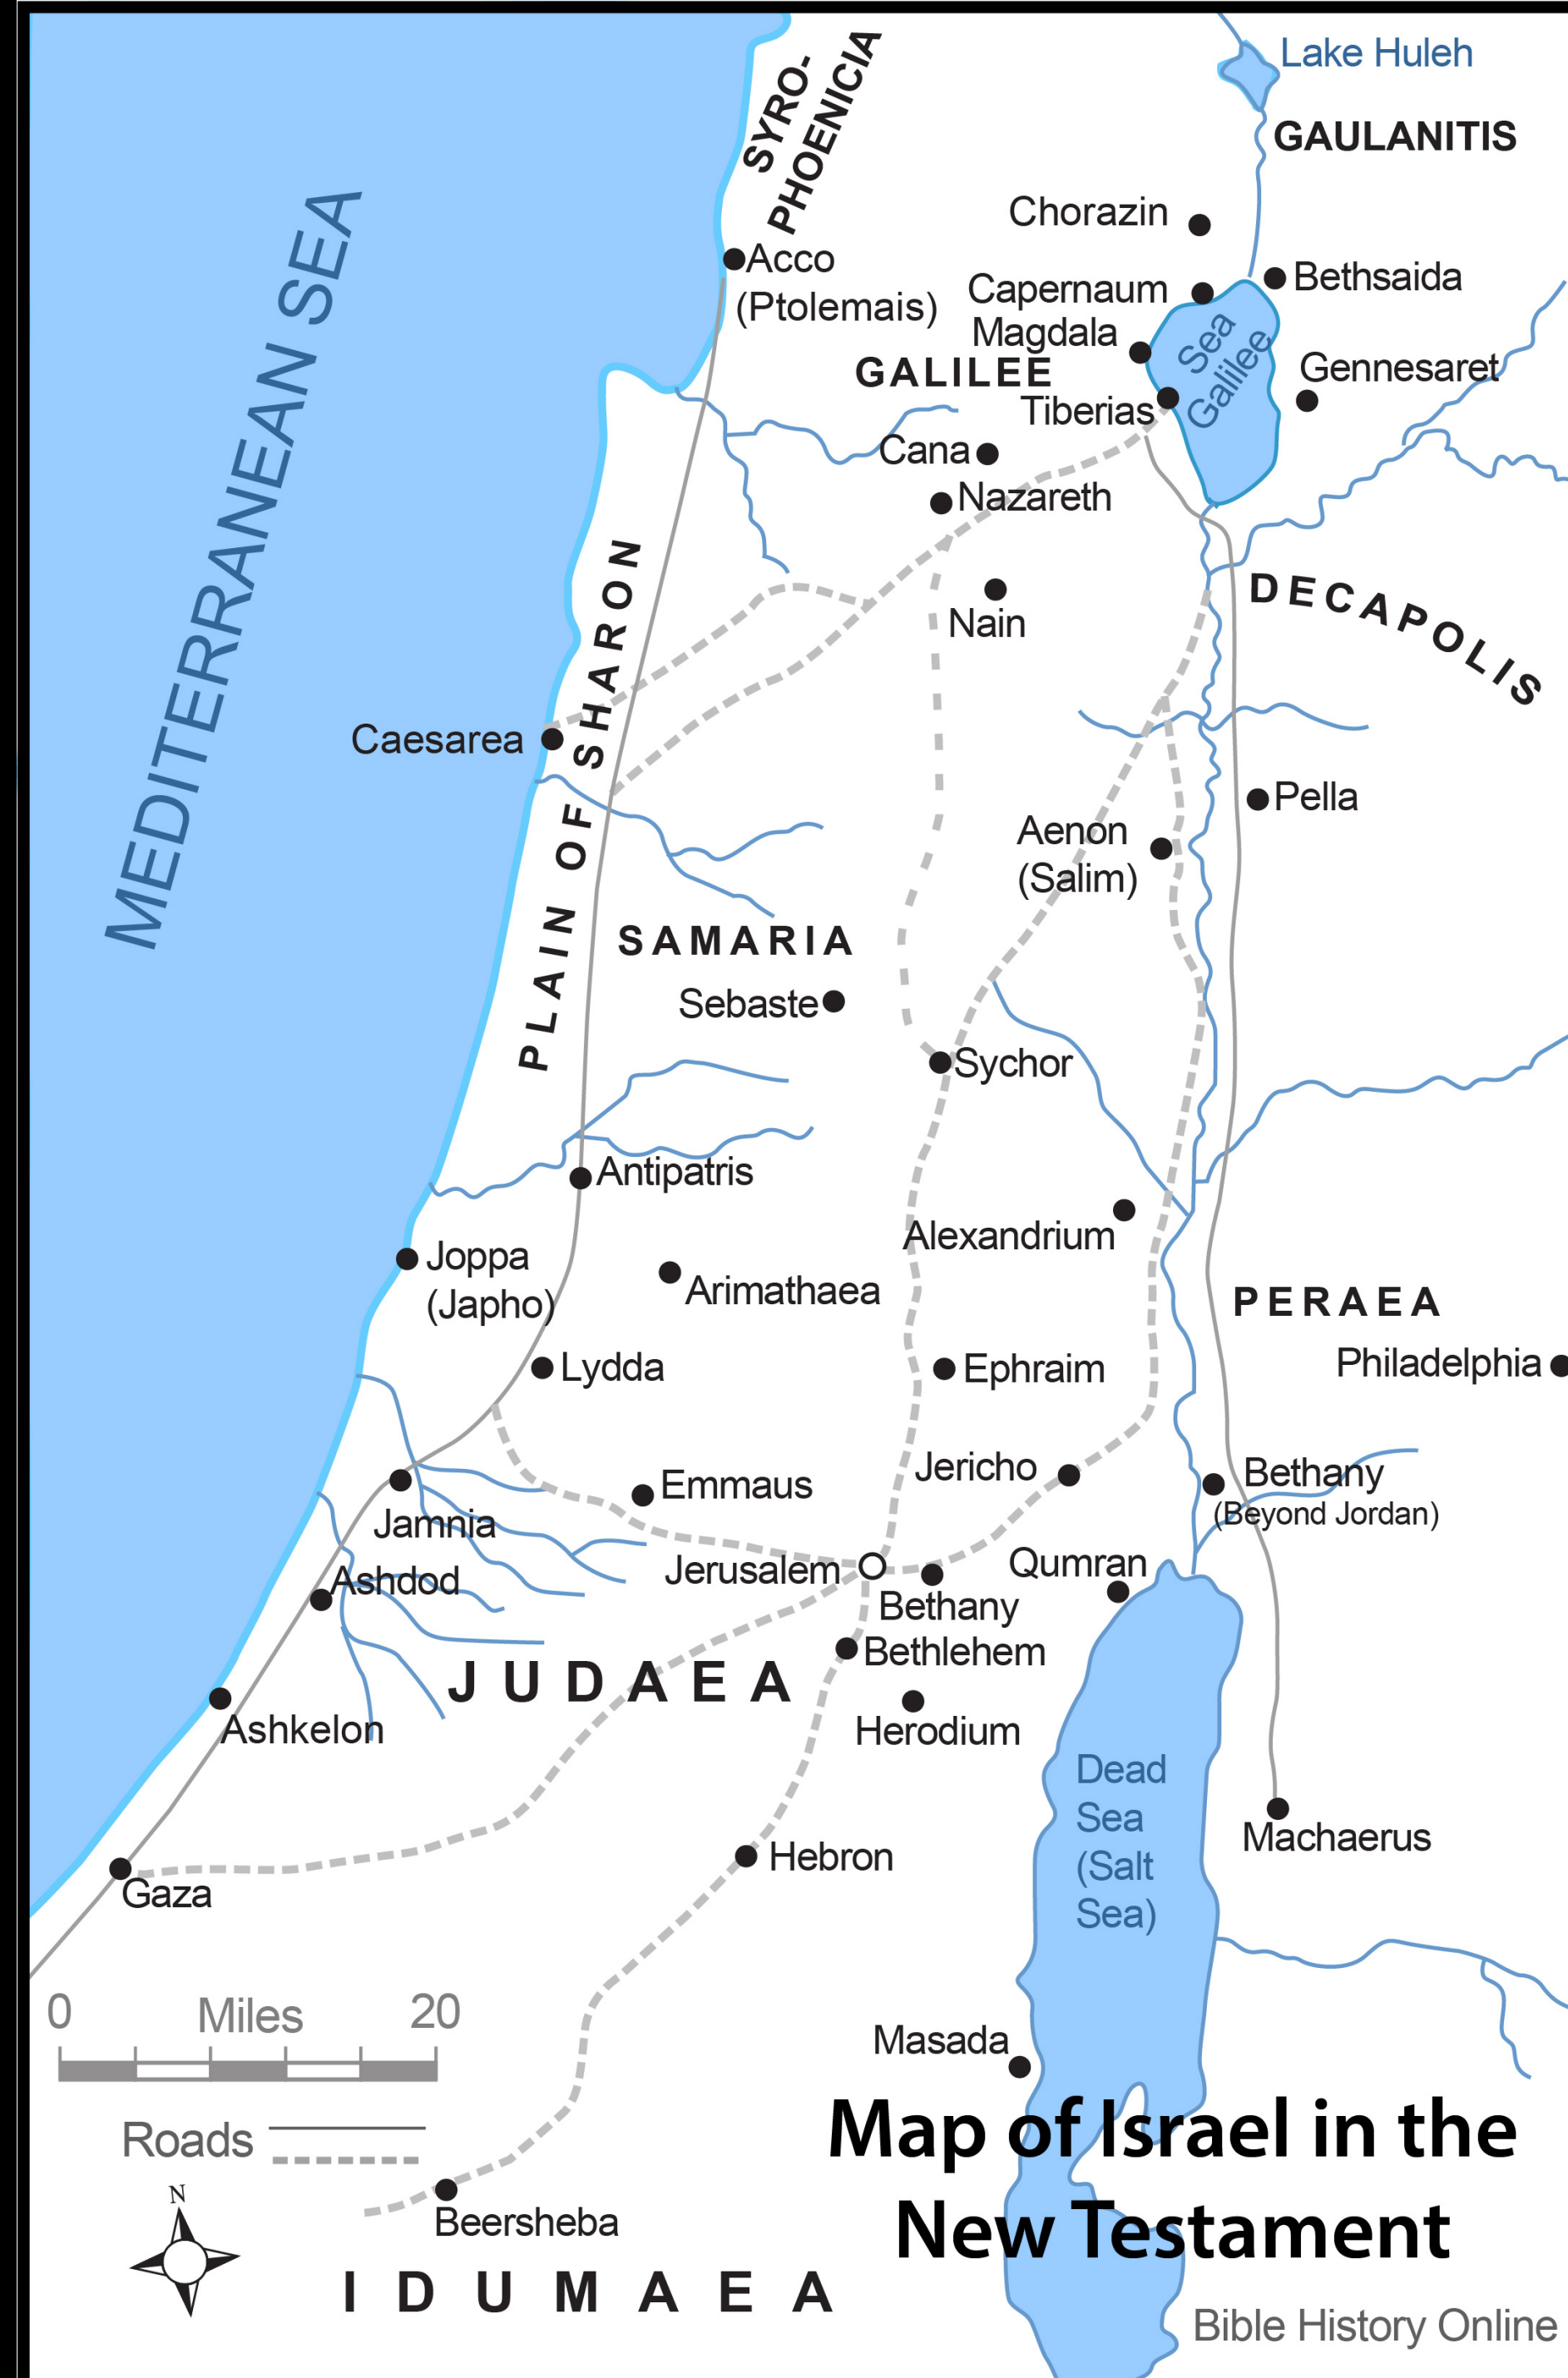 Lake Huleh
SYRO-
PHOENICIA
GAULANITIS
MEDITERRANEAN SEA
Chorazin
Acco
(Ptolemais)
Bethsaida
Capernaum
Magdala
Sea
Galilee
GALILEE
Gennesaret
Tiberias
Cana
Nazareth
DECAPOLIS
Nain
PLAIN OF SHARON
Caesarea
Pella
Aenon
(Salim)
SAMARIA
Sebaste
Sychor
Antipatris
Alexandrium
Joppa
(Japho)
Arimathaea
PERAEA
Lydda
Ephraim
Philadelphia
Jericho
Bethany
(Beyond Jordan)
Emmaus
Jamnia
Jerusalem
Qumran
Ashdod
Bethany
Bethlehem
JUDAEA
Herodium
Ashkelon
Dead
Sea
(Salt
Sea)
Machaerus
Hebron
Gaza
0 Miles 20
Masada
Roads
Map of Israel in the
New Testament
N
Beersheba
IDUMAEA
Bible History Online